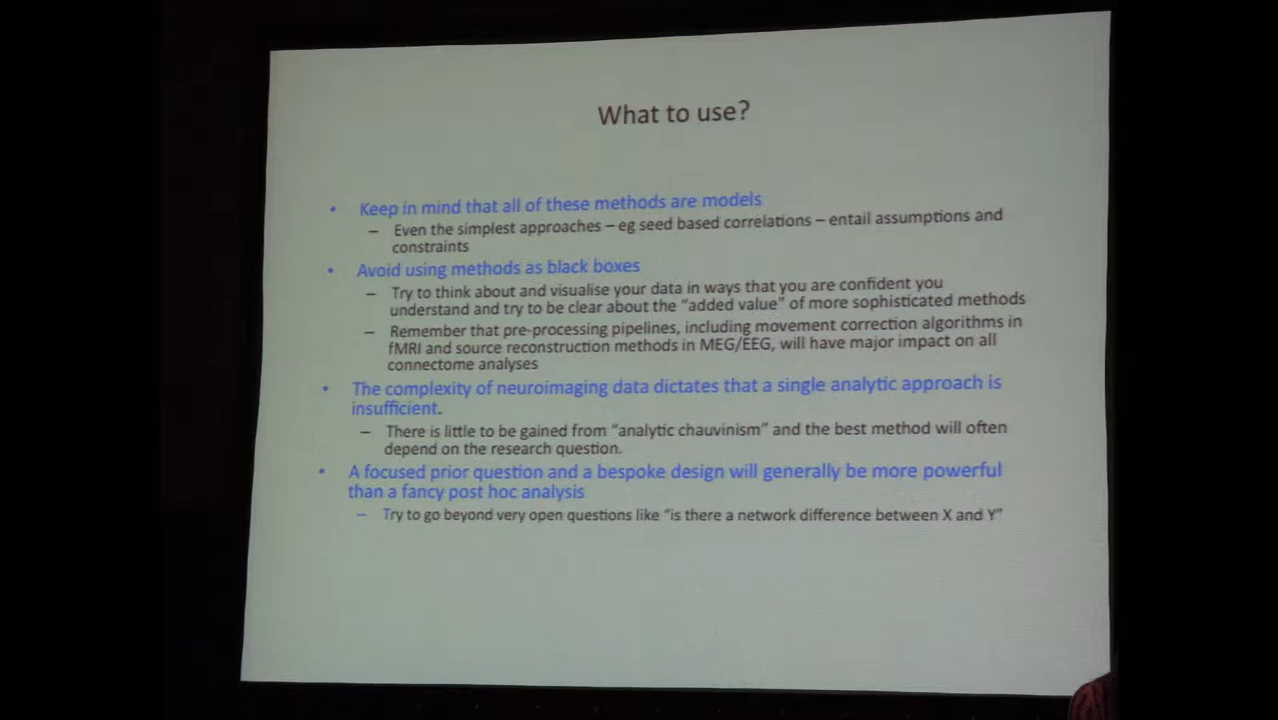 What to use?
• Keep in mind that all of these methods are models
– Even the simplest approaches – eg seed based correlations – entail assumptions and
constraints
• Avoid using methods as black boxes
– Try to think about and visualise your data in ways that you are confident you
understand and try to be clear about the “added value” of more sophisticated methods
– Remember that pre-processing pipelines, including movement correction algorithms in
fMRI and source reconstruction methods in MEG/EEG, will have major impact on all
connectome analyses
• The complexity of neuroimaging data dictates that a single analytic approach is
insufficient.
– There is little to be gained from “analytic chauvinism” and the best method will often
depend on the research question.
• A focused prior question and a bespoke design will generally be more powerful
than a fancy post hoc analysis
– Try to go beyond very open questions like “is there a network difference between X and Y”